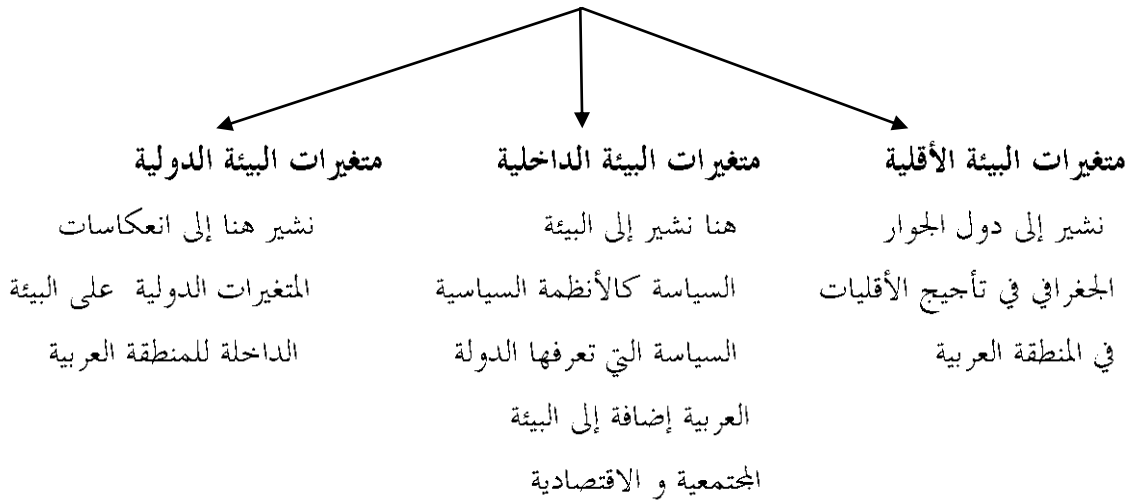 متغيرات البيئة الأقلية
نشير إلى دول الجوار
الجغرافي في تأجيج الأقليات
في المنطقة العربية
متغيرات البيئة الداخلية
هنا نشير إلى البيئة
السياسة كالأنظمة السياسية
السياسة التي تعرفها الدولة
العربية إضافة إلى البيئة
المجتمعية و الاقتصادية
متغيرات البيئة الدولية
نشير هنا إلى انعكاسات
المتغيرات الدولية على البيئة
الداخلة للمنطقة العربية